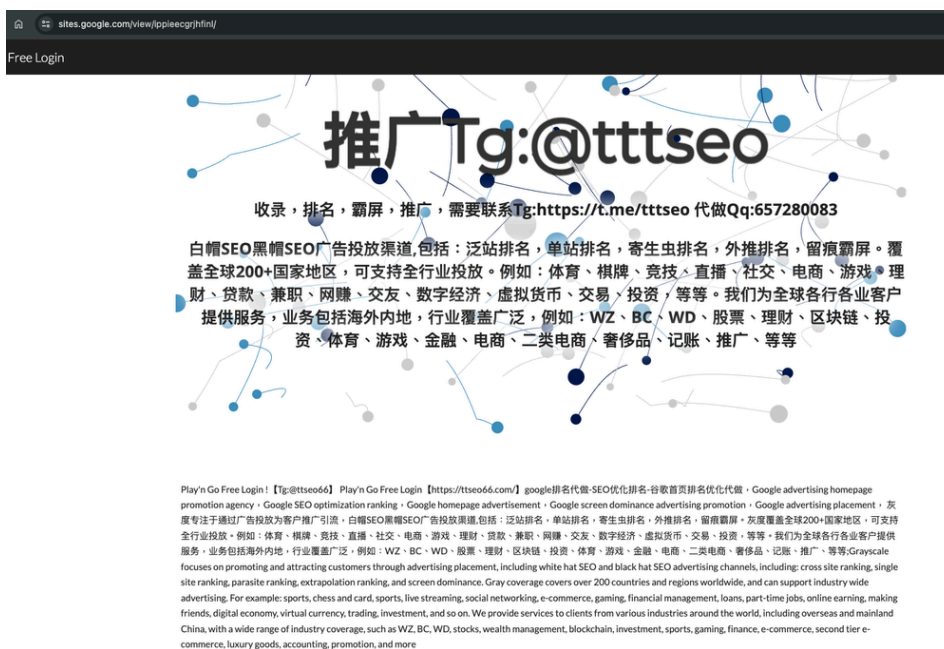 sites.google.com/view/ippieecgrjhfinl/
Free Login
推广Tg:@tttseo
收录，排名，霸屏，推广，需要联系Tg:https://t.me/tttseo 代做Qq:657280083
白帽SEO黑帽SEO广告投放渠道,包括：泛站排名，单站排名，寄生虫排名，外推排名，留痕霸屏。覆
盖全球200+国家地区，可支持全行业投放。例如：体育、棋牌、竞技、直播、社交、电商、游戏、理
财、贷款、兼职、网赚、交友、数字经济、虚拟货币、交易、投资，等等。我们为全球各行各业客户
提供服务，业务包括海外内地，行业覆盖广泛，例如：WZ、BC、WD、股票、理财、区块链、投
资、体育、游戏、金融、电商、二类电商、奢侈品、记账、推广、等等
Play'n Go Free Login !【Tg:@ttseo66】 Play'n Go Free Login【https://ttseo66.com/】google排名代做-SEO优化排名-谷歌首页排名优化代做，Google advertising homepage
promotion agency，Google SEO optimization ranking，Google homepage advertisement，Google screen dominance advertising promotion，Google advertising placement，灰
度专注于通过广告投放为客户推广引流，白帽SEO黑帽SEO广告投放渠道,包括：泛站排名，单站排名，寄生虫排名，外推排名，留痕霸屏。灰度覆盖全球200+国家地区，可支持
全行业投放。例如：体育、棋牌、竞技、直播、社交、电商、游戏、理财、贷款、兼职、网赚、交友、数字经济、虚拟货币、交易、投资，等等。我们为全球各行各业客户提供
服务，业务包括海外内地，行业覆盖广泛，例如：WZ、BC、WD、股票、理财、区块链、投资、体育、游戏、金融、电商、二类电商、奢侈品、记账、推广、等等;Grayscale
focuses on promoting and attracting customers through advertising placement, including white hat SEO and black hat SEO advertising channels, including: cross site ranking, single
site ranking, parasite ranking, extrapolation ranking, and screen dominance. Gray coverage covers over 200 countries and regions worldwide, and can support industry wide
advertising. For example: sports, chess and card, sports, live streaming, social networking, e-commerce, gaming, financial management, loans, part-time jobs, online earning, making
friends, digital economy, virtual currency, trading, investment, and so on. We provide services to clients from various industries around the world, including overseas and mainland
China, with a wide range of industry coverage, such as WZ, BC, WD, stocks, wealth management, blockchain, investment, sports, gaming, finance, e-commerce, second tier e-
commerce, luxury goods, accounting, promotion, and more